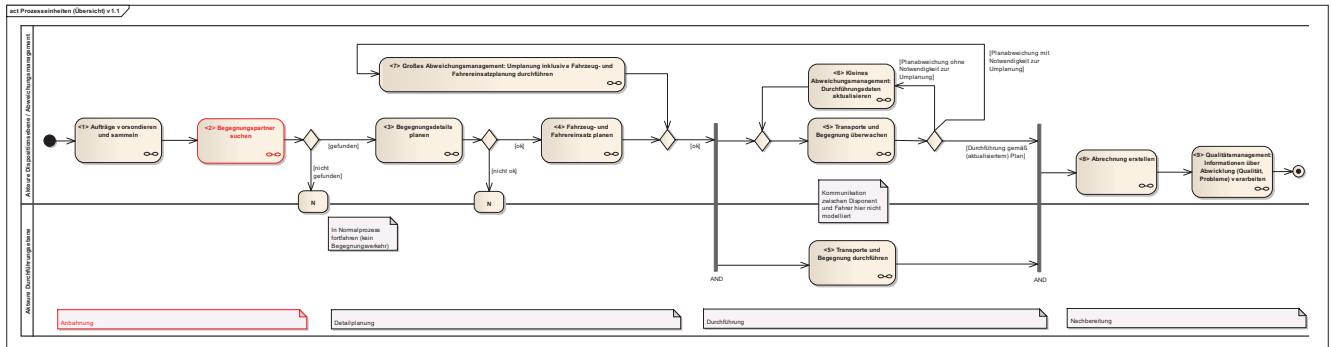 act Prozesseinheiten (Übersicht) v 1.1
Akteure Dispositionsebene / Abweichungsmanagement
<7> Großes Abweichungsmanagement: Umplanung inklusive Fahrzeug- und
Fahrereinsatzplanung durchführen
[Planabweichung ohne
Notwendigkeit zur
Umplanung]
[Planabweichung mit
Notwendigkeit zur
Umplanung]
<6> Kleines
Abweichungsmanagement:
Durchführungsdaten
aktualisieren
<1> Aufträge vorsondieren
und sammeln
<2> Begegnungspartner
suchen
[gefunden]
[nicht
gefunden]
<3> Begegnungsdetails
planen
[ok]
[nicht ok]
<4> Fahrzeug- und
Fahrereinsatz planen
[ok]
<5> Transporte und
Begegnung überwachen
[Durchführung gemäß
(aktualisiertem) Plan]
<8> Abrechnung erstellen
<9> Qualitätsmanagement:
Informationen über
Abwicklung (Qualität,
Probleme) verarbeiten
N
N
Kommunikation
zwischen Disponent
und Fahrer hier nicht
modelliert
Akteure Durchführungsebene
In Normalprozess
fortfahren (kein
Begegnungsverkehr)
<5> Transporte und
Begegnung durchführen
AND
AND
Anbahnung
Detailplanung
Durchführung
Nachbereitung